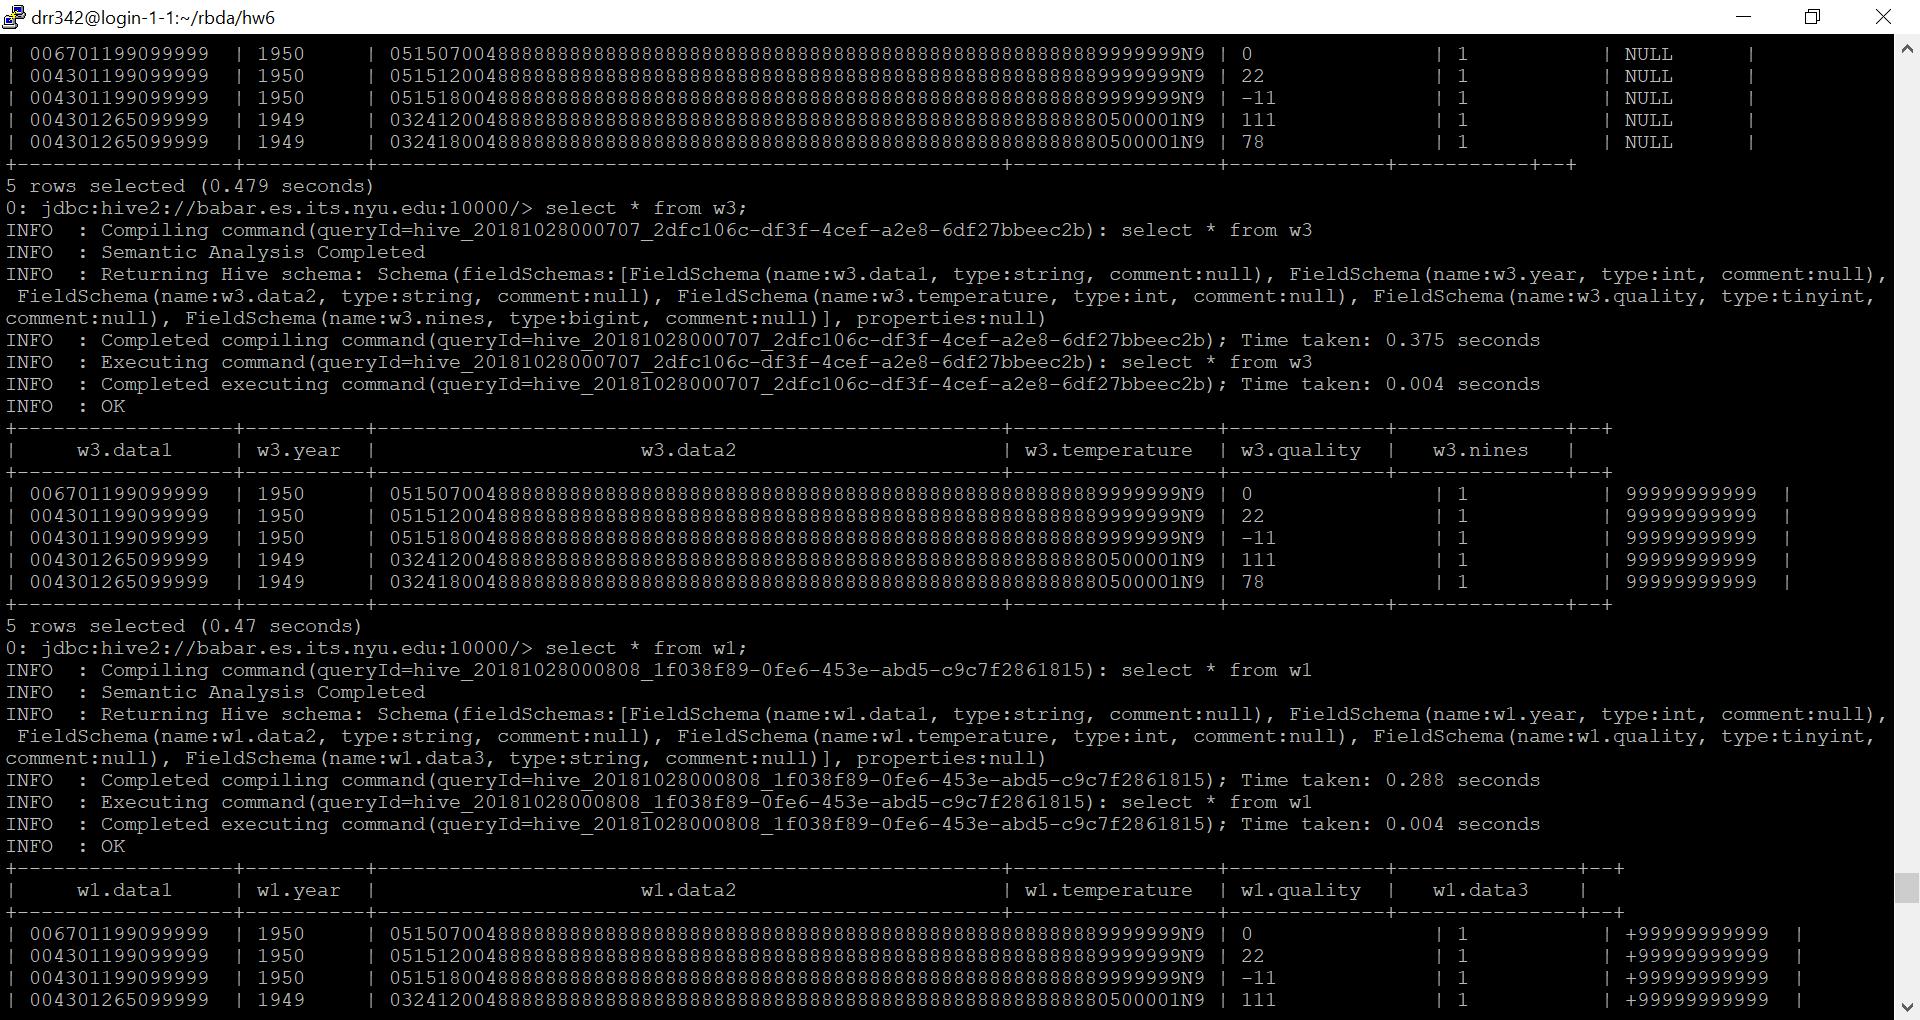 drr342@login-1-1:~/rbda/hw6
| 006701199099999  | 1950     | 05150700488888888888888888888888888888888888888888888888889999999N9 | 0               | 1            | NULL      |
| 004301199099999  | 1950     | 05151200488888888888888888888888888888888888888888888888889999999N9 | 22              | 1            | NULL      |
| 004301199099999  | 1950     | 05151800488888888888888888888888888888888888888888888888889999999N9 | -11             | 1            | NULL      |
| 004301265099999  | 1949     | 03241200488888888888888888888888888888888888888888888888880500001N9 | 111             | 1            | NULL      |
| 004301265099999  | 1949     | 03241800488888888888888888888888888888888888888888888888880500001N9 | 78              | 1            | NULL      |
+------------------+----------+----------------------------------------------------+-----------------+-------------+-----------+--+
5 rows selected (0.479 seconds)
0: jdbc:hive2://babar.es.its.nyu.edu:10000/> select * from w3;
INFO  : Compiling command(queryId=hive_20181028000707_2dfc106c-df3f-4cef-a2e8-6df27bbeec2b): select * from w3
INFO  : Semantic Analysis Completed
INFO  : Returning Hive schema: Schema(fieldSchemas:[FieldSchema(name:w3.data1, type:string, comment:null), FieldSchema(name:w3.year, type:int, comment:null),
 FieldSchema(name:w3.data2, type:string, comment:null), FieldSchema(name:w3.temperature, type:int, comment:null), FieldSchema(name:w3.quality, type:tinyint,
comment:null), FieldSchema(name:w3.nines, type:bigint, comment:null)], properties:null)
INFO  : Completed compiling command(queryId=hive_20181028000707_2dfc106c-df3f-4cef-a2e8-6df27bbeec2b); Time taken: 0.375 seconds
INFO  : Executing command(queryId=hive_20181028000707_2dfc106c-df3f-4cef-a2e8-6df27bbeec2b): select * from w3
INFO  : Completed executing command(queryId=hive_20181028000707_2dfc106c-df3f-4cef-a2e8-6df27bbeec2b); Time taken: 0.004 seconds
INFO  : OK
+------------------+----------+----------------------------------------------------+-----------------+-------------+--------------+--+
|     w3.data1     | w3.year  |                      w3.data2                      | w3.temperature  | w3.quality  |   w3.nines   |
+------------------+----------+----------------------------------------------------+-----------------+-------------+--------------+--+
| 006701199099999  | 1950     | 05150700488888888888888888888888888888888888888888888888889999999N9 | 0               | 1           | 99999999999  |
| 004301199099999  | 1950     | 05151200488888888888888888888888888888888888888888888888889999999N9 | 22              | 1           | 99999999999  |
| 004301199099999  | 1950     | 05151800488888888888888888888888888888888888888888888888889999999N9 | -11             | 1           | 99999999999  |
| 004301265099999  | 1949     | 03241200488888888888888888888888888888888888888888888888880500001N9 | 111             | 1           | 99999999999  |
| 004301265099999  | 1949     | 03241800488888888888888888888888888888888888888888888888880500001N9 | 78              | 1           | 99999999999  |
+------------------+----------+----------------------------------------------------+-----------------+-------------+--------------+--+
5 rows selected (0.47 seconds)
0: jdbc:hive2://babar.es.its.nyu.edu:10000/> select * from w1;
INFO  : Compiling command(queryId=hive_20181028000808_1f038f89-0fe6-453e-abd5-c9c7f2861815): select * from w1
INFO  : Semantic Analysis Completed
INFO  : Returning Hive schema: Schema(fieldSchemas:[FieldSchema(name:w1.data1, type:string, comment:null), FieldSchema(name:w1.year, type:int, comment:null),
 FieldSchema(name:w1.data2, type:string, comment:null), FieldSchema(name:w1.temperature, type:int, comment:null), FieldSchema(name:w1.quality, type:tinyint,
comment:null), FieldSchema(name:w1.data3, type:string, comment:null)], properties:null)
INFO  : Completed compiling command(queryId=hive_20181028000808_1f038f89-0fe6-453e-abd5-c9c7f2861815); Time taken: 0.288 seconds
INFO  : Executing command(queryId=hive_20181028000808_1f038f89-0fe6-453e-abd5-c9c7f2861815): select * from w1
INFO  : Completed executing command(queryId=hive_20181028000808_1f038f89-0fe6-453e-abd5-c9c7f2861815); Time taken: 0.004 seconds
INFO  : OK
+------------------+----------+----------------------------------------------------+-----------------+-------------+---------------+--+
|     w1.data1     | w1.year  |                      w1.data2                      | w1.temperature  | w1.quality  |   w1.data3    |
+------------------+----------+----------------------------------------------------+-----------------+-------------+---------------+--+
| 006701199099999  | 1950     | 05150700488888888888888888888888888888888888888888888888889999999N9 | 0               | 1           | +99999999999  |
| 004301199099999  | 1950     | 05151200488888888888888888888888888888888888888888888888889999999N9 | 22              | 1           | +99999999999  |
| 004301199099999  | 1950     | 05151800488888888888888888888888888888888888888888888888889999999N9 | -11             | 1           | +99999999999  |
| 004301265099999  | 1949     | 03241200488888888888888888888888888888888888888888888888880500001N9 | 111             | 1           | +99999999999  |